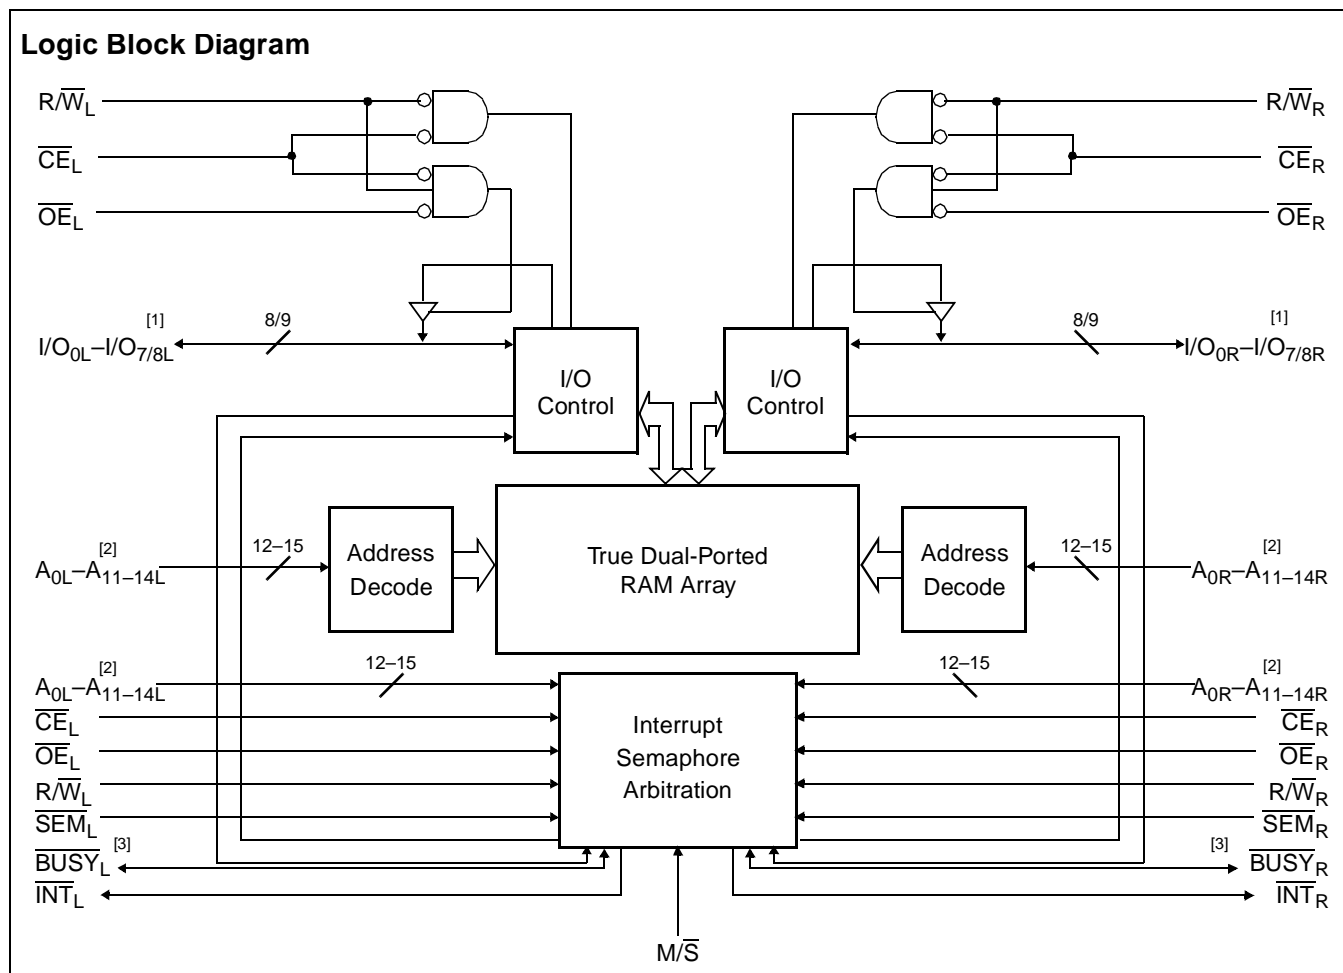 Logic Block Diagram
R/W̅L R/W̅R
C̅E̅L C̅E̅R
O̅E̅L O̅E̅R
[1] 8/9 8/9 [1]
I/O0L–I/O7/8L I/O0R–I/O7/8R
I/O I/O
Control Control
[2] 12–15 12–15 [2]
A0L–A11–14L A0R–A11–14R
Address True Dual-Ported Address
Decode RAM Array Decode
[2] 12–15 12–15 [2]
A0L–A11–14L A0R–A11–14R
C̅E̅L Interrupt C̅E̅R
O̅E̅L Semaphore O̅E̅R
R/W̅L Arbitration R/W̅R
S̅E̅M̅L S̅E̅M̅R
B̅U̅S̅Y̅L [3] [3] B̅U̅S̅Y̅R
I̅N̅T̅L I̅N̅T̅R
M/S̅